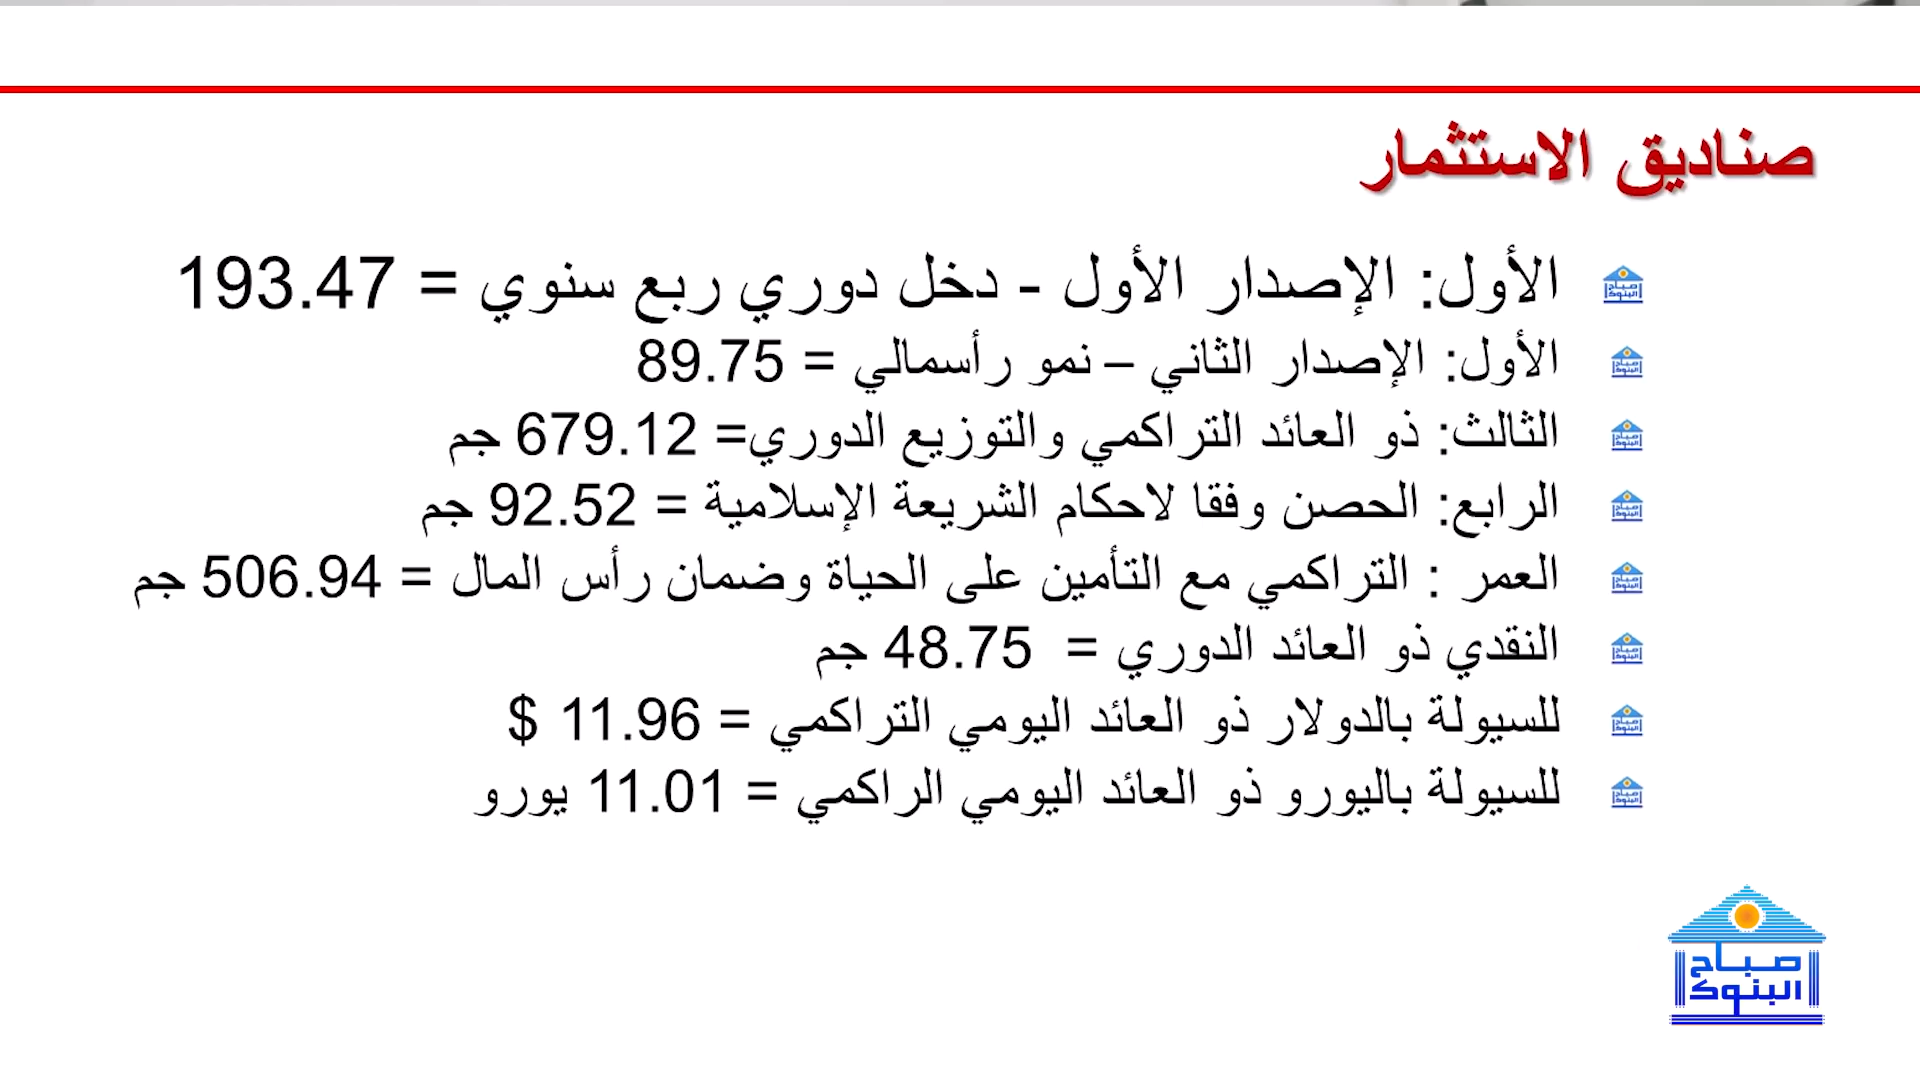 صناديق الاستثمار
الأول: الإصدار الأول - دخل دوري ربع سنوي = 193.47
الأول: الإصدار الثاني – نمو رأسمالي = 89.75
الثالث: ذو العائد التراكمي والتوزيع الدوري= 679.12 جم
الرابع: الحصن وفقا لاحكام الشريعة الإسلامية = 92.52 جم
العمر : التراكمي مع التأمين على الحياة وضمان رأس المال = 506.94 جم
النقدي ذو العائد الدوري = 48.75 جم
للسيولة بالدولار ذو العائد اليومي التراكمي = 11.96 $
للسيولة باليورو ذو العائد اليومي الراكمي = 11.01 يورو
صباح
البنوك